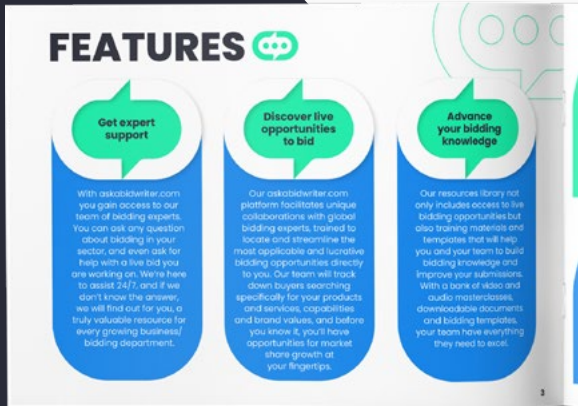 FEATURES
Get expert
support
With askabidwriter.com
you gain access to our
team of bidding experts.
You can ask any question
about bidding in your
sector, and even ask for
help with a live bid you
are working on. We're here
to assist 24/7, and if we
don't know the answer,
we will find out for you, a
truly valuable resource for
every growing business/
bidding department.
Discover live
opportunities
to bid
Our askabidwriter.com
platform facilitates unique
collaborations with global
bidding experts, trained to
locate and streamline the
most applicable and lucrative
bidding opportunities directly
to you. Our team will track
down buyers searching
specifically for your products
and services, capabilities
and brand values, and before
you know it, you'll have
opportunities for market
share growth at
your fingertips.
Advance
your bidding
knowledge
Our resources library not
only includes access to live
bidding opportunities but
also training materials and
templates that will help
you and your team to build
bidding knowledge and
improve your submissions.
With a bank of video and
audio masterclasses,
downloadable documents
and bidding templates,
your team have everything
they need to excel.
3